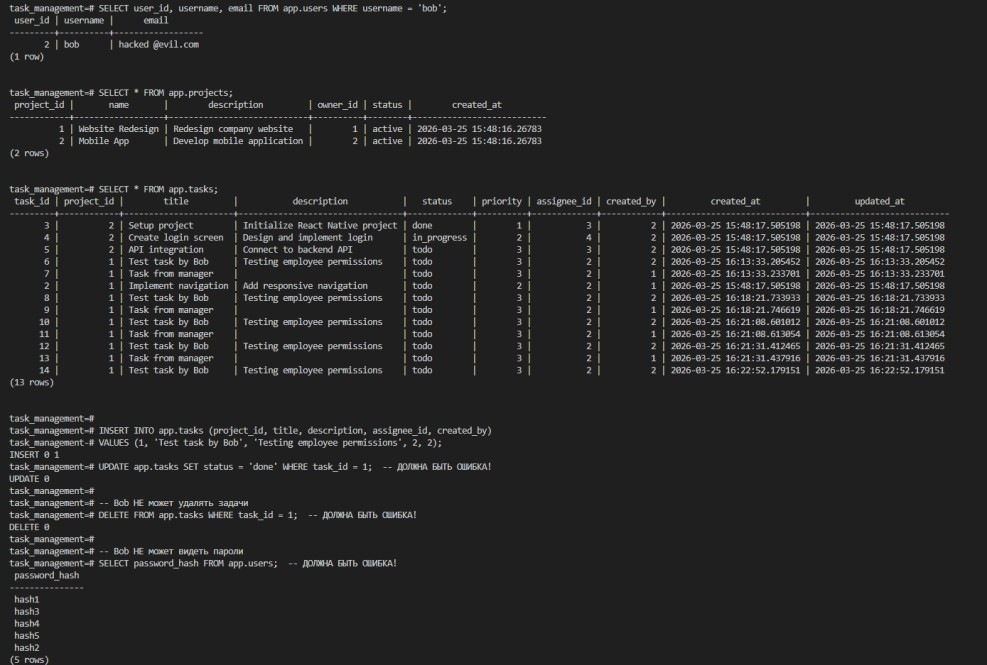 task_management=# SELECT user_id, username, email FROM app.users WHERE username = 'bob';
user_id | username | email
---------+----------+------------------
2 | bob | hacked @evil.com
(1 row)
task_management=# SELECT * FROM app.projects;
project_id | name | description | owner_id | status | created_at
------------+------------------+----------------------------+----------+--------+---------------------------
1 | Website Redesign | Redesign company website | 1 | active | 2026-03-25 15:48:16.26783
2 | Mobile App | Develop mobile application | 2 | active | 2026-03-25 15:48:16.26783
(2 rows)
task_management=# SELECT * FROM app.tasks;
task_id | project_id | title | description | status | priority | assignee_id | created_by | created_at | updated_at
---------+------------+----------------------+---------------------------------+-------------+----------+-------------+------------+----------------------------+----------------------------
3 | 2 | Setup project | Initialize React Native project | done | 1 | 3 | 2 | 2026-03-25 15:48:17.505198 | 2026-03-25 15:48:17.505198
4 | 2 | Create login screen | Design and implement login | in_progress | 2 | 4 | 2 | 2026-03-25 15:48:17.505198 | 2026-03-25 15:48:17.505198
5 | 2 | API integration | Connect to backend API | todo | 2 | 3 | 2 | 2026-03-25 15:48:17.505198 | 2026-03-25 15:48:17.505198
6 | 1 | Test task by Bob | Testing employee permissions | todo | 3 | 2 | 2 | 2026-03-25 16:13:33.205452 | 2026-03-25 16:13:33.205452
7 | 1 | Task from manager | | todo | 3 | 2 | 1 | 2026-03-25 16:13:33.233701 | 2026-03-25 16:13:33.233701
2 | 1 | Implement navigation | Add responsive navigation | todo | 2 | 2 | 1 | 2026-03-25 15:48:17.505198 | 2026-03-25 15:48:17.505198
8 | 1 | Test task by Bob | Testing employee permissions | todo | 3 | 2 | 2 | 2026-03-25 16:18:21.733933 | 2026-03-25 16:18:21.733933
9 | 1 | Task from manager | | todo | 3 | 2 | 1 | 2026-03-25 16:18:21.746619 | 2026-03-25 16:18:21.746619
10 | 1 | Test task by Bob | Testing employee permissions | todo | 3 | 2 | 2 | 2026-03-25 16:21:08.601012 | 2026-03-25 16:21:08.601012
11 | 1 | Task from manager | | todo | 3 | 2 | 1 | 2026-03-25 16:21:08.613054 | 2026-03-25 16:21:08.613054
12 | 1 | Test task by Bob | Testing employee permissions | todo | 3 | 2 | 2 | 2026-03-25 16:21:31.412465 | 2026-03-25 16:21:31.412465
13 | 1 | Task from manager | | todo | 3 | 2 | 1 | 2026-03-25 16:21:31.437916 | 2026-03-25 16:21:31.437916
14 | 1 | Test task by Bob | Testing employee permissions | todo | 3 | 2 | 2 | 2026-03-25 16:22:52.179151 | 2026-03-25 16:22:52.179151
(13 rows)
task_management=#
task_management=# INSERT INTO app.tasks (project_id, title, description, assignee_id, created_by)
task_management-# VALUES (1, 'Test task by Bob', 'Testing employee permissions', 2, 2);
INSERT 0 1
task_management=# UPDATE app.tasks SET status = 'done' WHERE task_id = 1; -- ДОЛЖНА БЫТЬ ОШИБКА!
UPDATE 0
task_management=#
task_management=# -- Bob НЕ может удалять задачи
task_management=# DELETE FROM app.tasks WHERE task_id = 1; -- ДОЛЖНА БЫТЬ ОШИБКА!
DELETE 0
task_management=#
task_management=# -- Bob НЕ может видеть пароли
task_management=# SELECT password_hash FROM app.users; -- ДОЛЖНА БЫТЬ ОШИБКА!
password_hash
---------------
hash1
hash3
hash4
hash5
hash2
(5 rows)